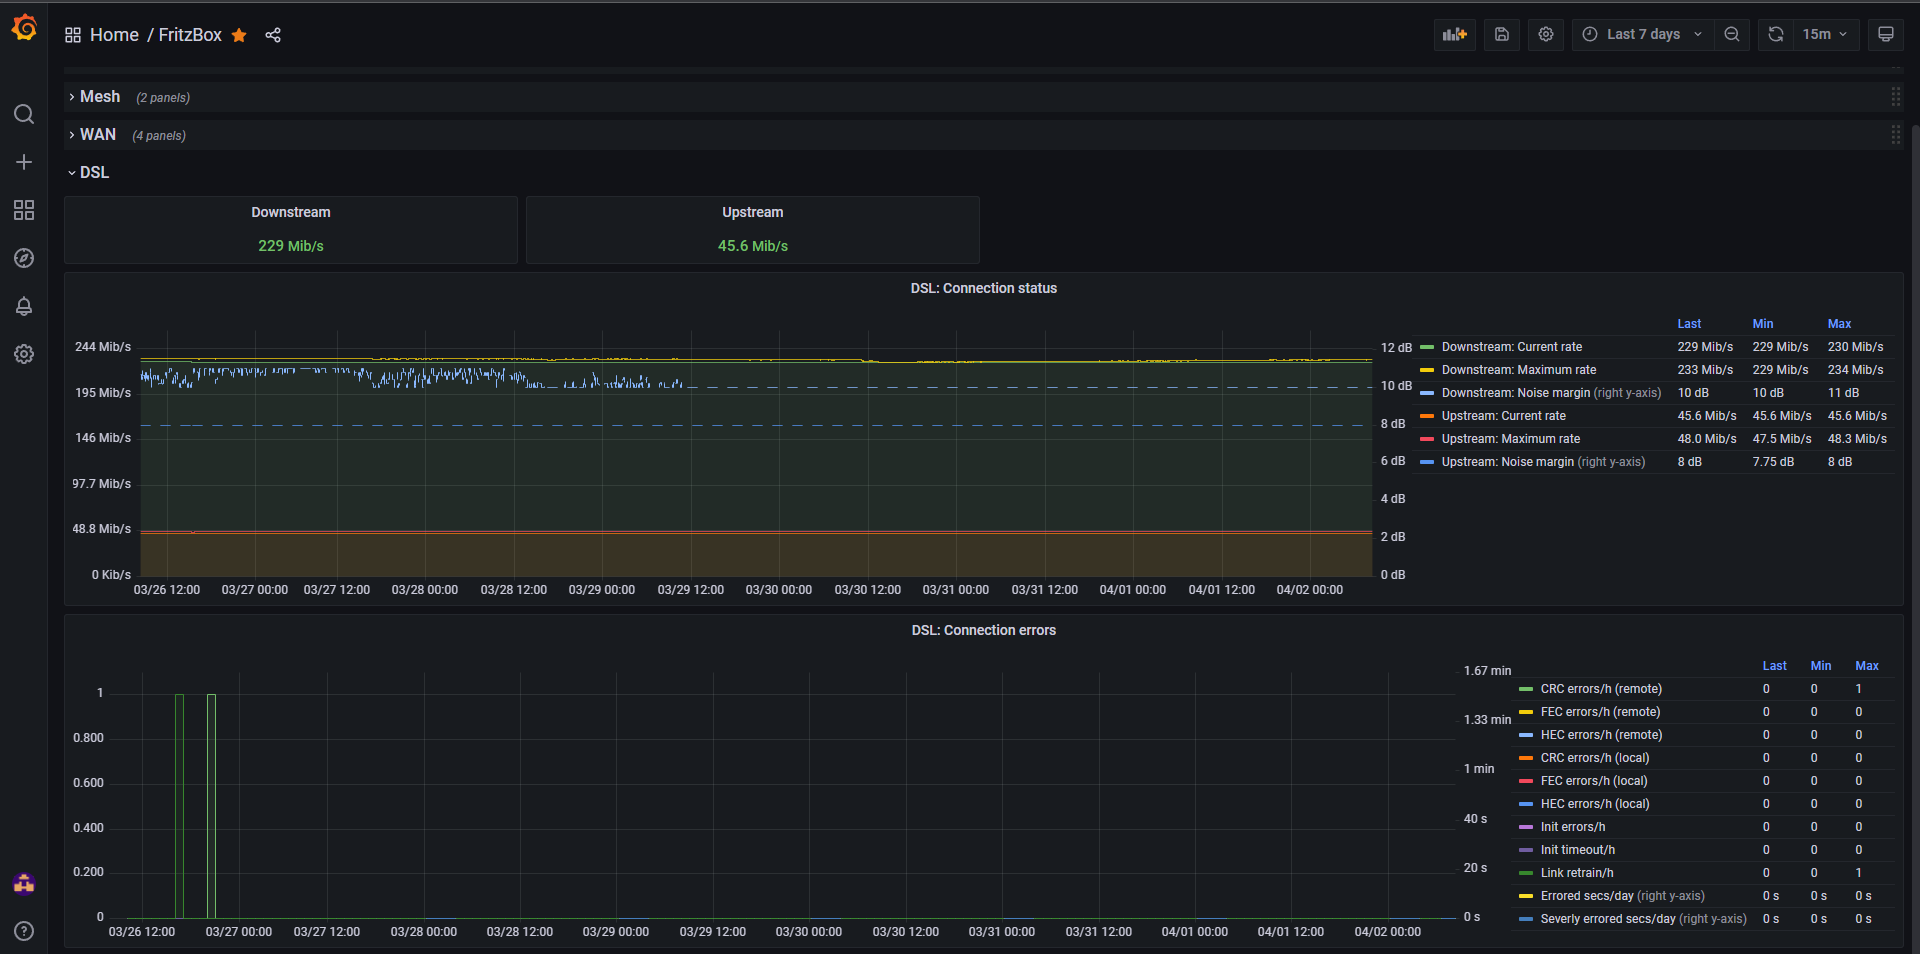 Home / FritzBox
Last 7 days
15m
Mesh (2 panels)
WAN (4 panels)
DSL
Downstream
229 Mib/s
Upstream
45.6 Mib/s
DSL: Connection status
244 Mib/s
195 Mib/s
146 Mib/s
97.7 Mib/s
48.8 Mib/s
0 Kib/s
12 dB
10 dB
8 dB
6 dB
4 dB
2 dB
0 dB
03/26 12:00 03/27 00:00 03/27 12:00 03/28 00:00 03/28 12:00 03/29 00:00 03/29 12:00 03/30 00:00 03/30 12:00 03/31 00:00 03/31 12:00 04/01 00:00 04/01 12:00 04/02 00:00
Last Min Max
Downstream: Current rate 229 Mib/s 229 Mib/s 230 Mib/s
Downstream: Maximum rate 233 Mib/s 229 Mib/s 234 Mib/s
Downstream: Noise margin (right y-axis) 10 dB 10 dB 11 dB
Upstream: Current rate 45.6 Mib/s 45.6 Mib/s 45.6 Mib/s
Upstream: Maximum rate 48.0 Mib/s 47.5 Mib/s 48.3 Mib/s
Upstream: Noise margin (right y-axis) 8 dB 7.75 dB 8 dB
DSL: Connection errors
1
0.800
0.600
0.400
0.200
0
1.67 min
1.33 min
1 min
40 s
20 s
0 s
03/26 12:00 03/27 00:00 03/27 12:00 03/28 00:00 03/28 12:00 03/29 00:00 03/29 12:00 03/30 00:00 03/30 12:00 03/31 00:00 03/31 12:00 04/01 00:00 04/01 12:00 04/02 00:00
Last Min Max
CRC errors/h (remote) 0 0 1
FEC errors/h (remote) 0 0 0
HEC errors/h (remote) 0 0 0
CRC errors/h (local) 0 0 0
FEC errors/h (local) 0 0 0
HEC errors/h (local) 0 0 0
Init errors/h 0 0 0
Init timeout/h 0 0 0
Link retrain/h 0 0 1
Errored secs/day (right y-axis) 0 s 0 s 0 s
Severly errored secs/day (right y-axis) 0 s 0 s 0 s